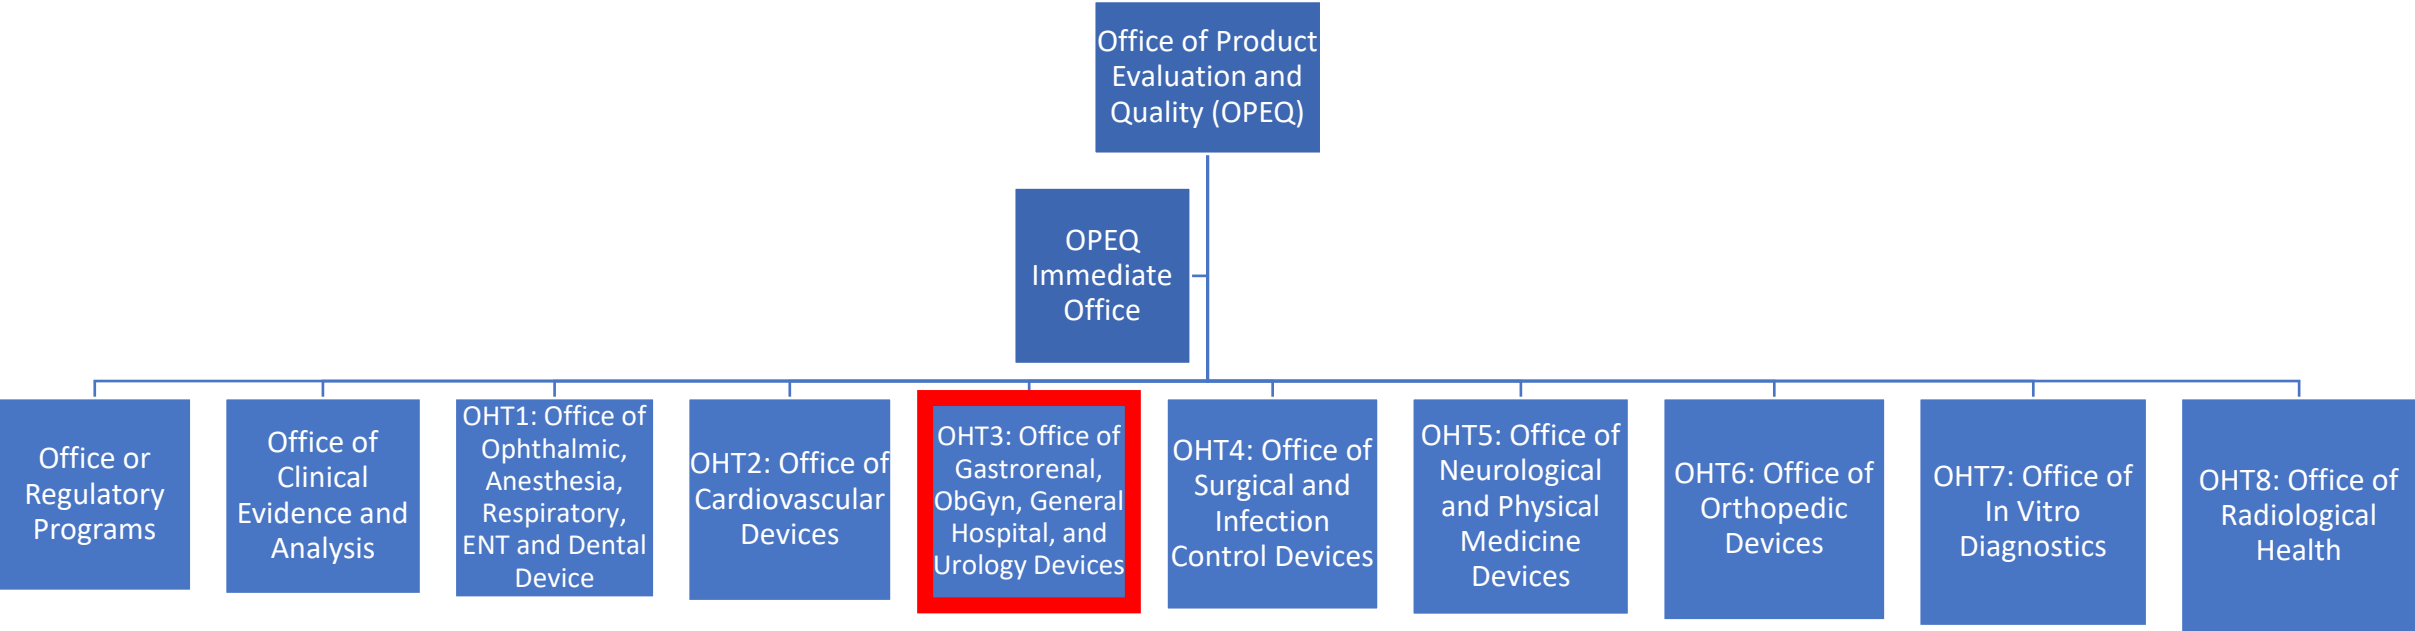 Office of Product
Evaluation and
Quality (OPEQ)
OPEQ
Immediate
Office
Office or
Regulatory
Programs
Office of
Clinical
Evidence and
Analysis
OHT1: Office of
Ophthalmic,
Anesthesia,
Respiratory,
ENT and Dental
Device
OHT2: Office of
Cardiovascular
Devices
OHT3: Office of
Gastrorenal,
ObGyn, General
Hospital, and
Urology Devices
OHT4: Office of
Surgical and
Infection
Control Devices
OHT5: Office of
Neurological
and Physical
Medicine
Devices
OHT6: Office of
Orthopedic
Devices
OHT7: Office of
In Vitro
Diagnostics
OHT8: Office of
Radiological
Health